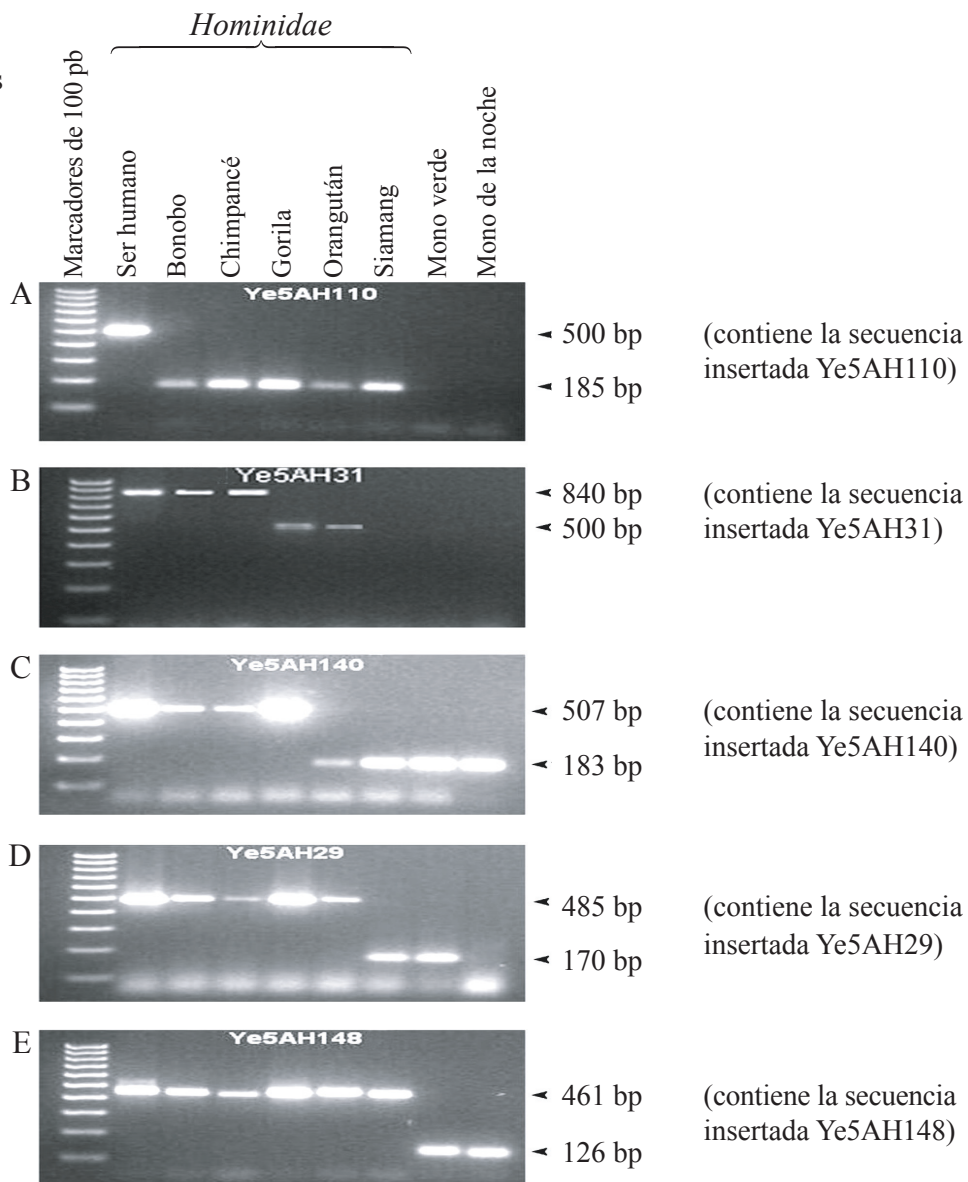 Hominidae
s
Marcadores de 100 pb
Ser humano
Bonobo
Chimpancé
Gorila
Orangután
Siamang
Mono verde
Mono de la noche
A
Ye5AH110
500 bp
(contiene la secuencia
insertada Ye5AH110)
185 bp
B
Ye5AH31
840 bp
(contiene la secuencia
insertada Ye5AH31)
500 bp
C
Ye5AH140
507 bp
(contiene la secuencia
insertada Ye5AH140)
183 bp
D
Ye5AH29
485 bp
(contiene la secuencia
insertada Ye5AH29)
170 bp
E
Ye5AH148
461 bp
(contiene la secuencia
insertada Ye5AH148)
126 bp